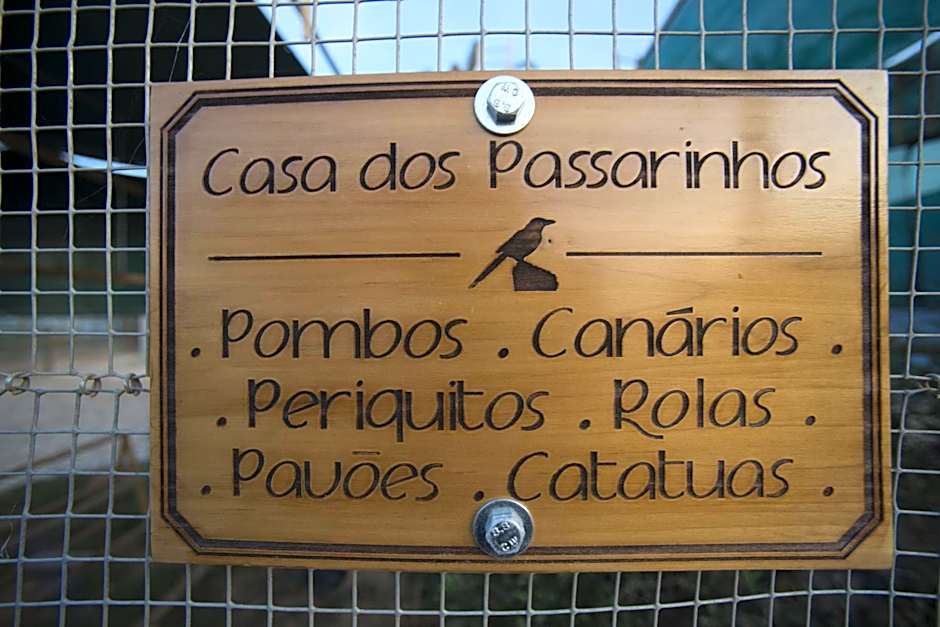 Casa dos Passarinhos
. Pombos . Canários .
. Periquitos . Rolas .
. Pavões . Catatuas .